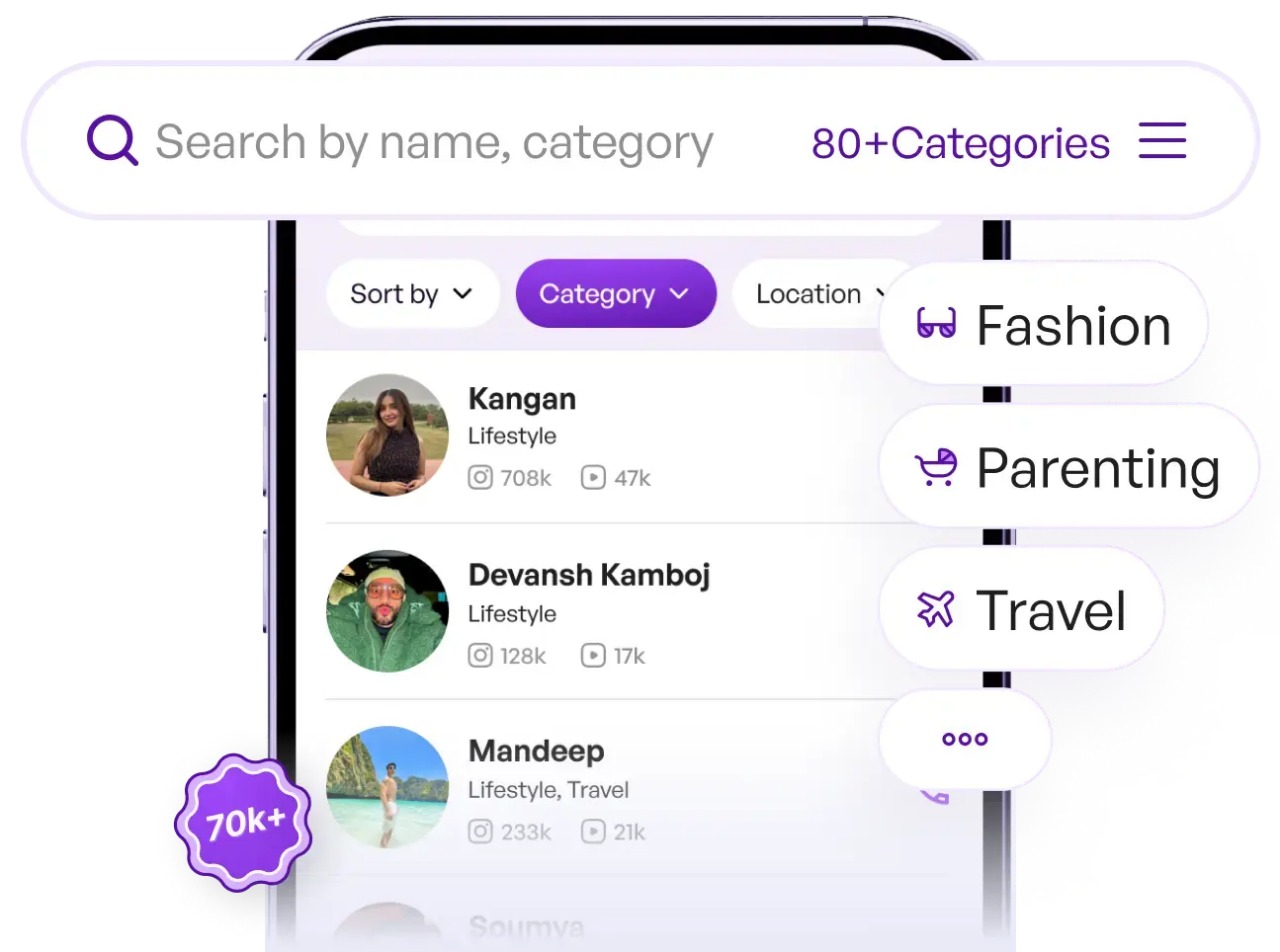 Search by name, category 80+Categories
Sort by Category Location
Fashion
Parenting
Travel
Kangan
Lifestyle
708k 47k
Devansh Kamboj
Lifestyle
128k 17k
Mandeep
Lifestyle, Travel
233k 21k
70k+
Soumya